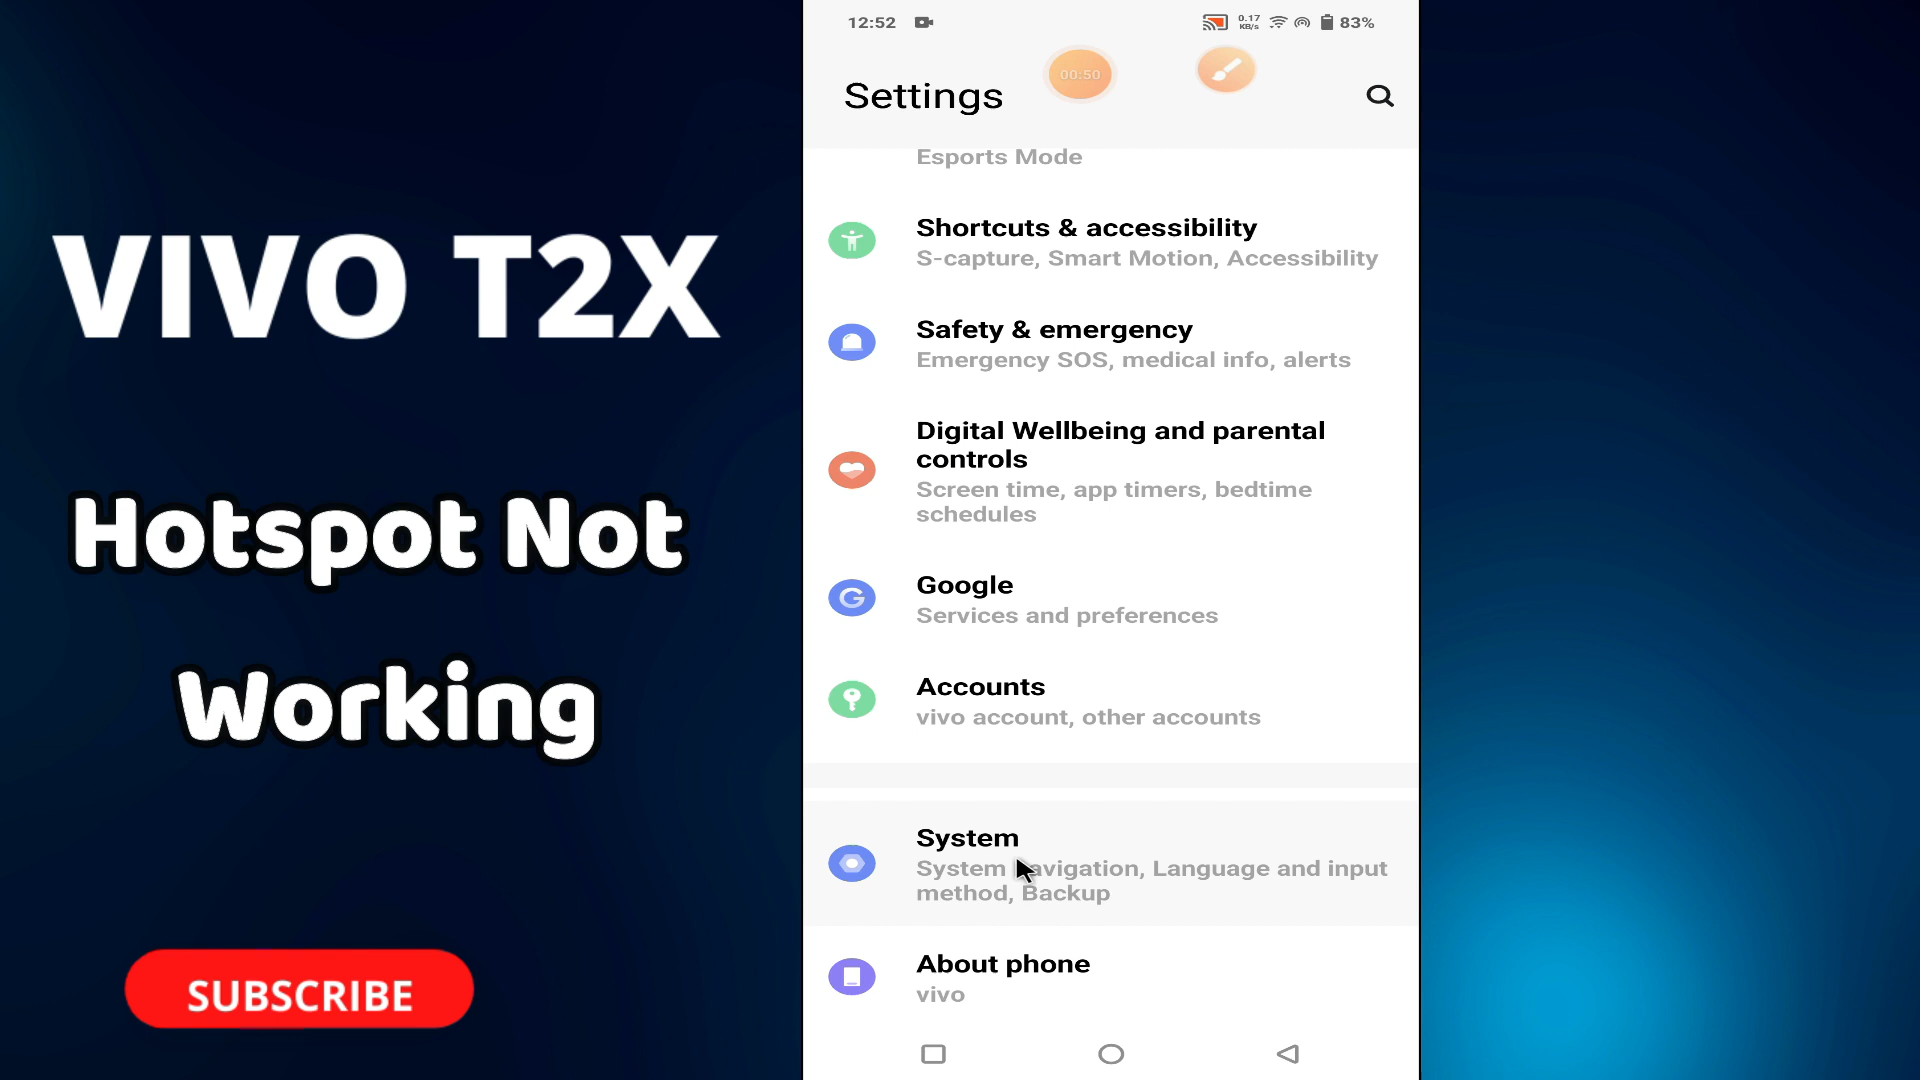 VIVO T2X
Hotspot Not
Working
SUBSCRIBE
12:52
0.17
KB/s
83%
00:50
Settings
Esports Mode
Shortcuts & accessibility
S-capture, Smart Motion, Accessibility
Safety & emergency
Emergency SOS, medical info, alerts
Digital Wellbeing and parental
controls
Screen time, app timers, bedtime
schedules
Google
Services and preferences
Accounts
vivo account, other accounts
System
System navigation, Language and input
method, Backup
About phone
vivo